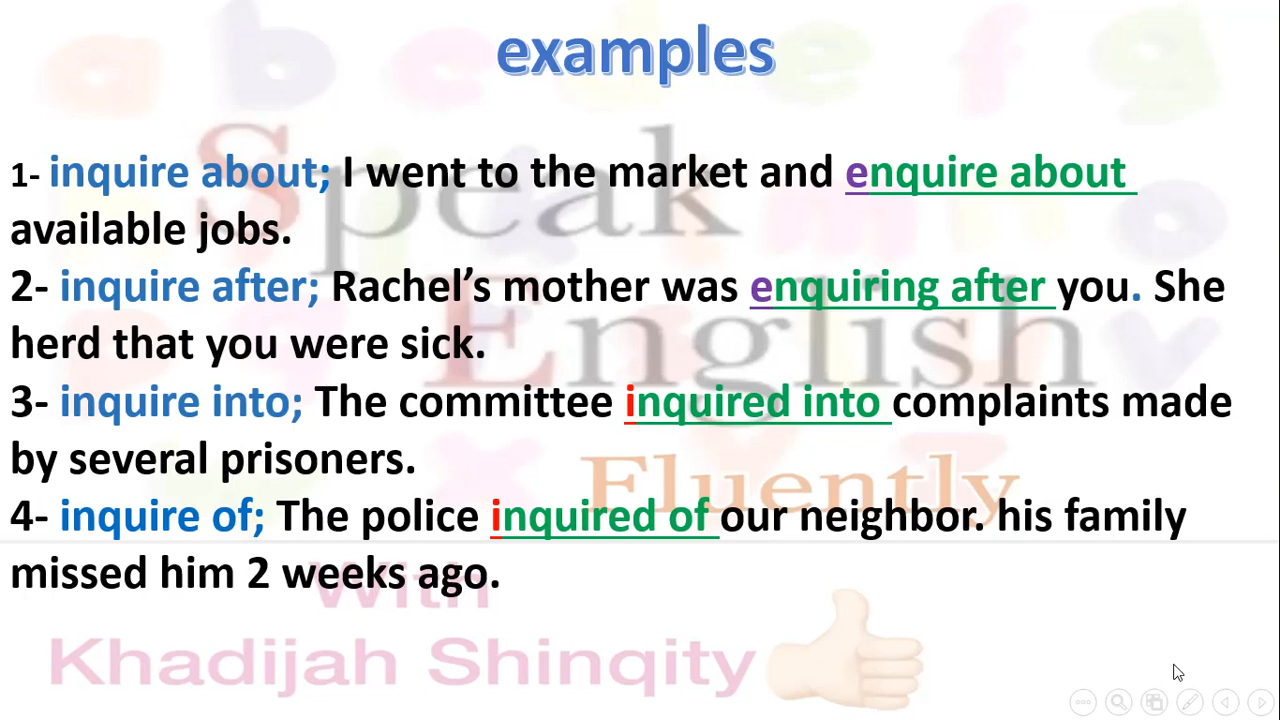 examples
1- inquire about; I went to the market and enquire about
available jobs.
2- inquire after; Rachel’s mother was enquiring after you. She
herd that you were sick.
3- inquire into; The committee inquired into complaints made
by several prisoners.
4- inquire of; The police inquired of our neighbor. his family
missed him 2 weeks ago.
Speak
English
Fluently
With
Khadijah Shinqity